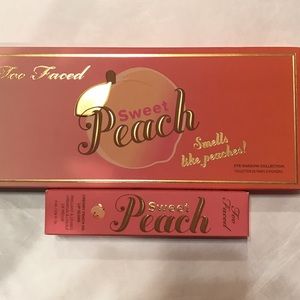 Too Faced
Sweet
Peach
Smells
like peaches!
EYE SHADOW COLLECTION
Sweet
Peach
Too
Faced